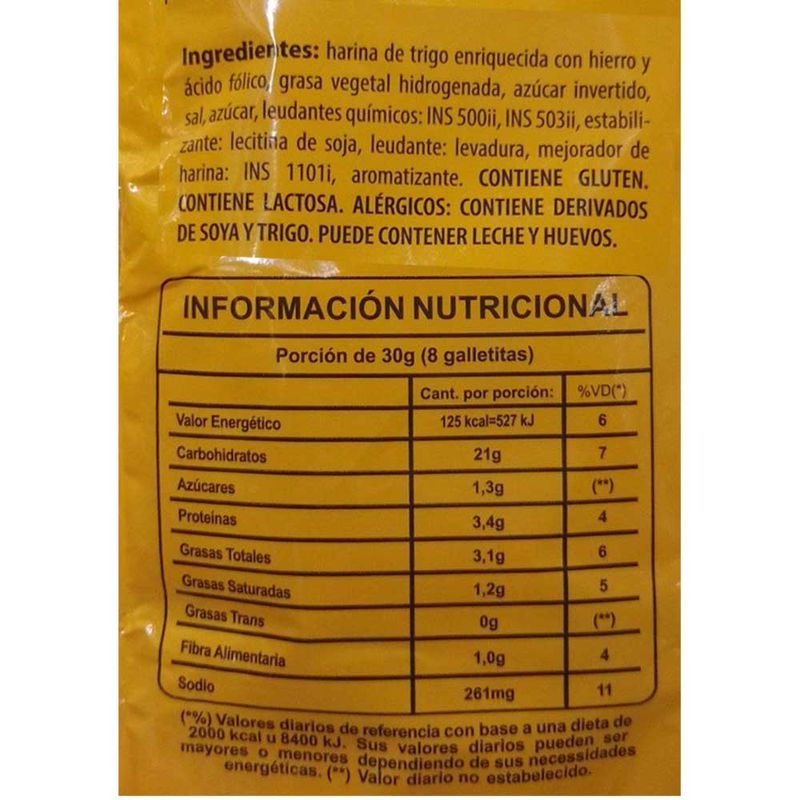 Ingredientes: harina de trigo enriquecida con hierro y
ácido fólico, grasa vegetal hidrogenada, azúcar invertido,
sal, azúcar, leudantes químicos: INS 500ii, INS 503ii, estabili-
zante: lecitina de soja, leudante: levadura, mejorador de
harina: INS 1101i, aromatizante. CONTIENE GLUTEN.
CONTIENE LACTOSA. ALÉRGICOS: CONTIENE DERIVADOS
DE SOYA Y TRIGO. PUEDE CONTENER LECHE Y HUEVOS.
INFORMACIÓN NUTRICIONAL
Porción de 30g (8 galletitas)
Cant. por porción: %VD(*)
Valor Energético 125 kcal=527 kJ 6
Carbohidratos 21g 7
Azúcares 1,3g (**)
Proteinas 3,4g 4
Grasas Totales 3,1g 6
Grasas Saturadas 1,2g 5
Grasas Trans 0g (**)
Fibra Alimentaria 1,0g 4
Sodio 261mg 11
(*%) Valores diarios de referencia con base a una dieta de
2000 kcal u 8400 kJ. Sus valores diarios pueden ser
mayores o menores dependiendo de sus necesidades
energéticas. (**) Valor diario no establecido.